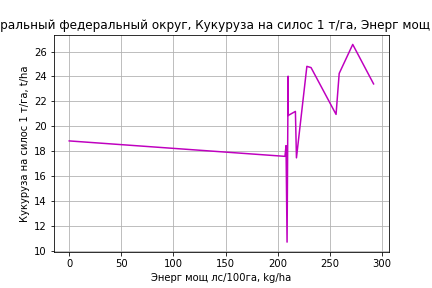 ральный федеральный округ, Кукуруза на силос 1 т/га, Энерг мощ
26
24
22
20
18
16
14
12
10
Кукуруза на силос 1 т/га, t/ha
0 50 100 150 200 250 300
Энерг мощ лс/100га, kg/ha